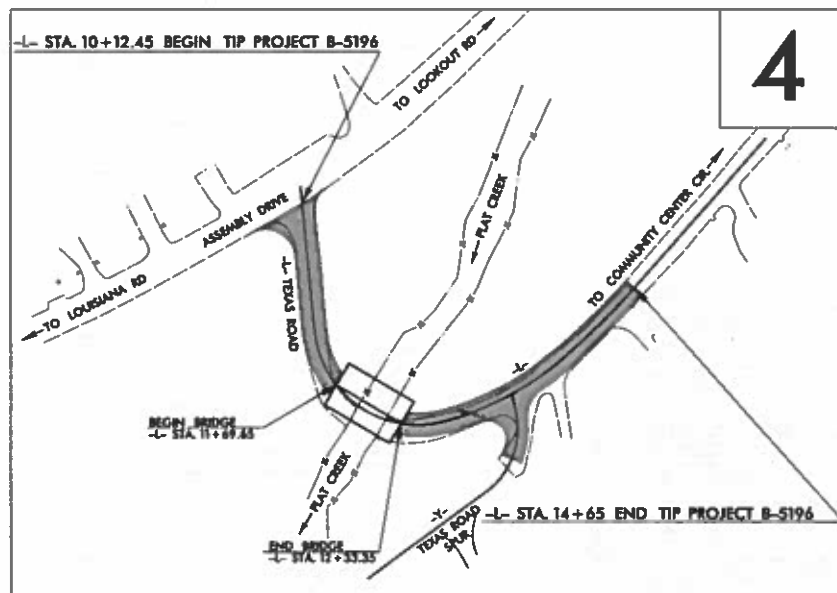 -L- STA. 10+12.45 BEGIN TIP PROJECT B-5196
4
TO LOOKOUT RD
ASSEMBLY DRIVE
FLAT CREEK
TO COMMUNITY CENTER CIR.
TO LOUISIANA RD
-L- TEXAS ROAD
-L-
BEGIN BRIDGE
-L- STA. 11+69.65
FLAT CREEK
-Y-
TEXAS ROAD
SPUR
-L- STA. 14+65 END TIP PROJECT B-5196
END BRIDGE
-L- STA. 12+53.35